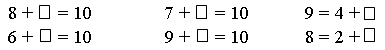 8 + □ = 10 7 + □ = 10 9 = 4 + □
6 + □ = 10 9 + □ = 10 8 = 2 + □